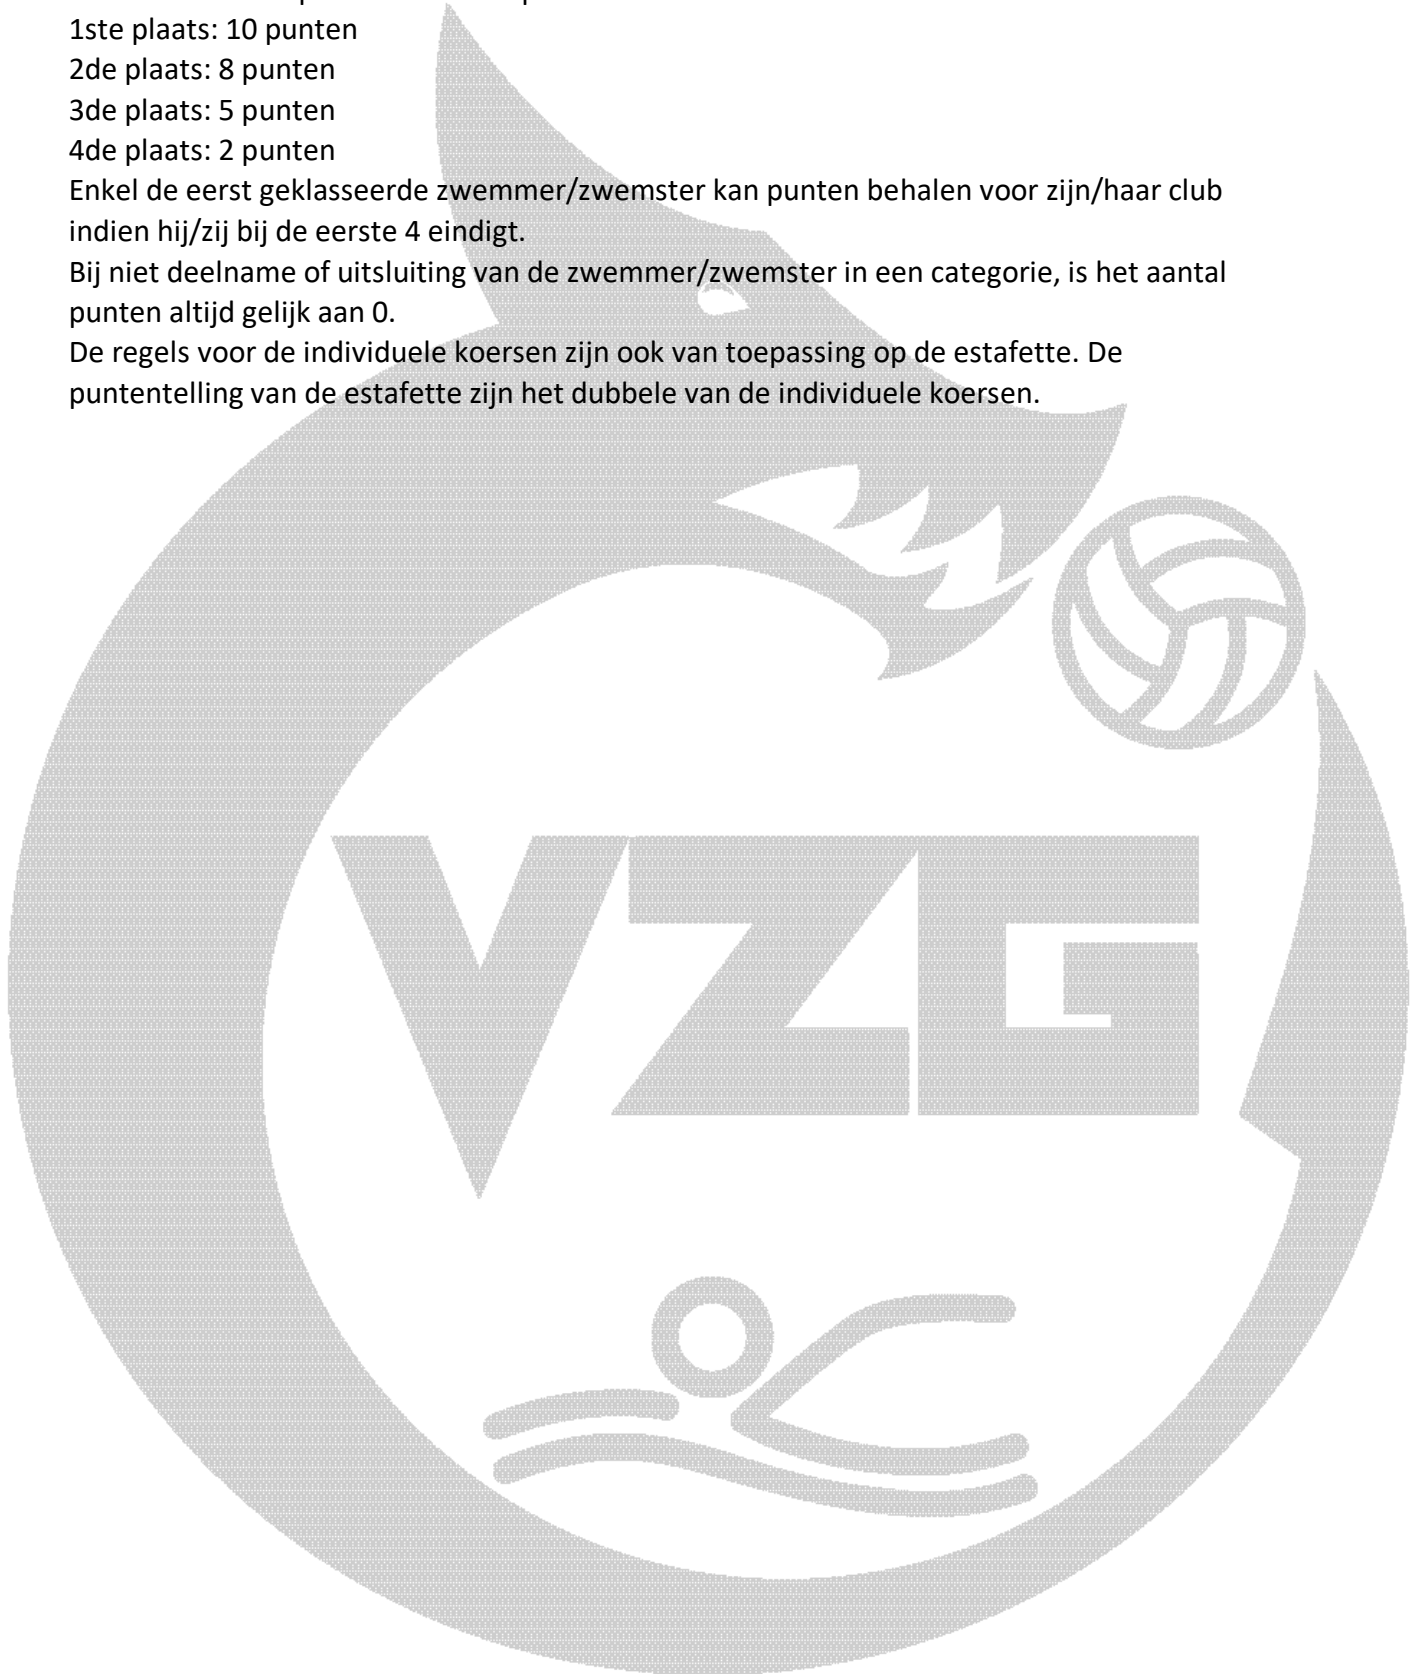 1ste plaats: 10 punten
2de plaats: 8 punten
3de plaats: 5 punten
4de plaats: 2 punten
Enkel de eerst geklasseerde zwemmer/zwemster kan punten behalen voor zijn/haar club
indien hij/zij bij de eerste 4 eindigt.
Bij niet deelname of uitsluiting van de zwemmer/zwemster in een categorie, is het aantal
punten altijd gelijk aan 0.
De regels voor de individuele koersen zijn ook van toepassing op de estafette. De
puntentelling van de estafette zijn het dubbele van de individuele koersen.
VZG